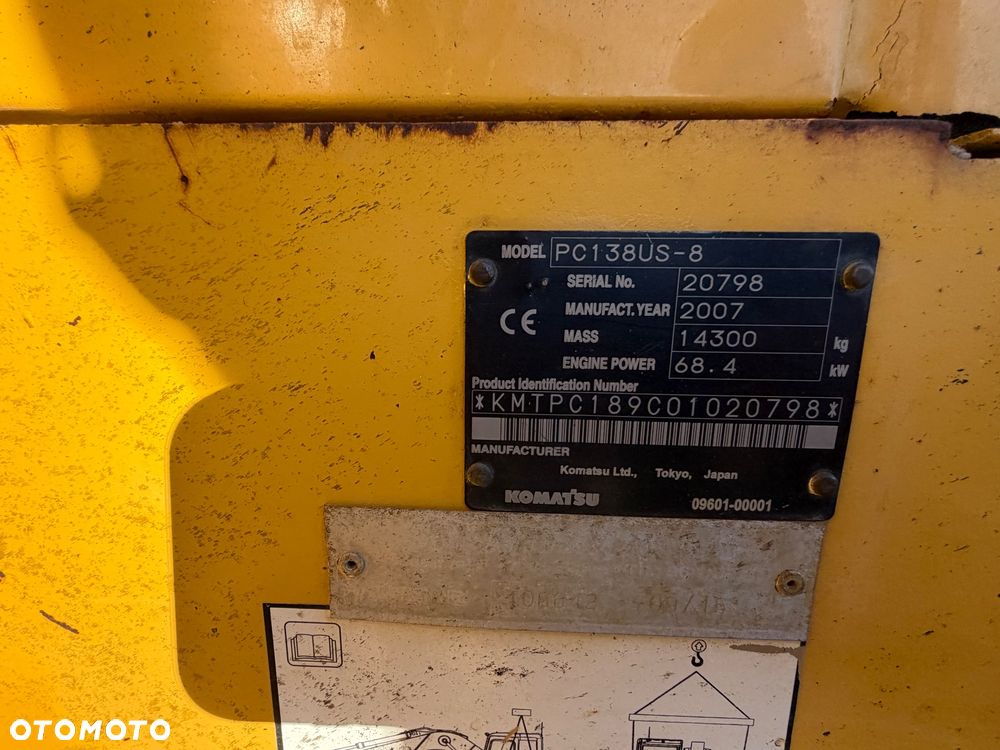 MODEL PC138US-8
SERIAL No. 20798
MANUFACT. YEAR 2007
CE
MASS 14300 kg
ENGINE POWER 68.4 kW
Product Identification Number
*KMTPC189C01020798*
MANUFACTURER
Komatsu Ltd., Tokyo, Japan
KOMATSU 09601-00001
OTOMOTO